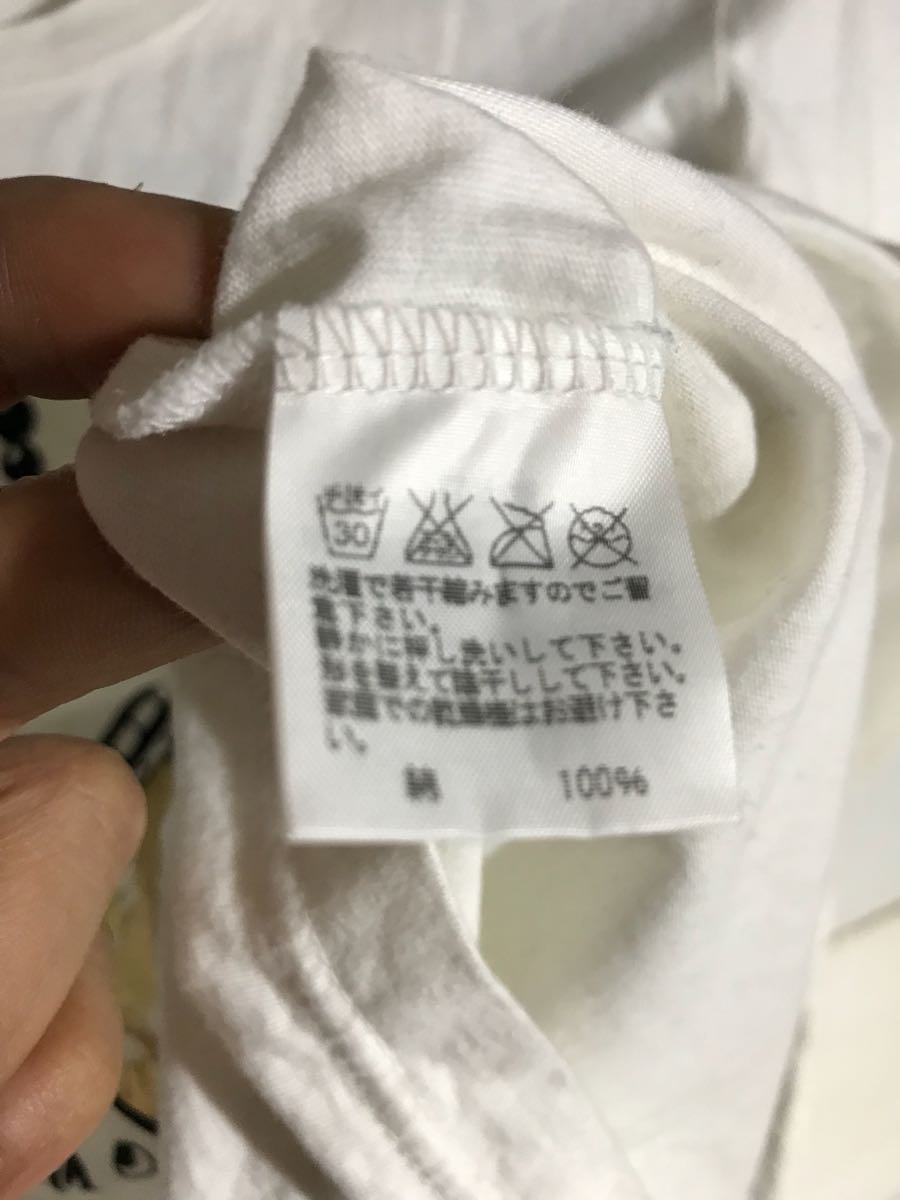 手洗イ
30
洗濯で若干縮みますのでご留
意下さい。
静かに押し洗いして下さい。
形を整えて陰干しして下さい。
家庭での乾燥機はお避け下さ
い。
綿 100%